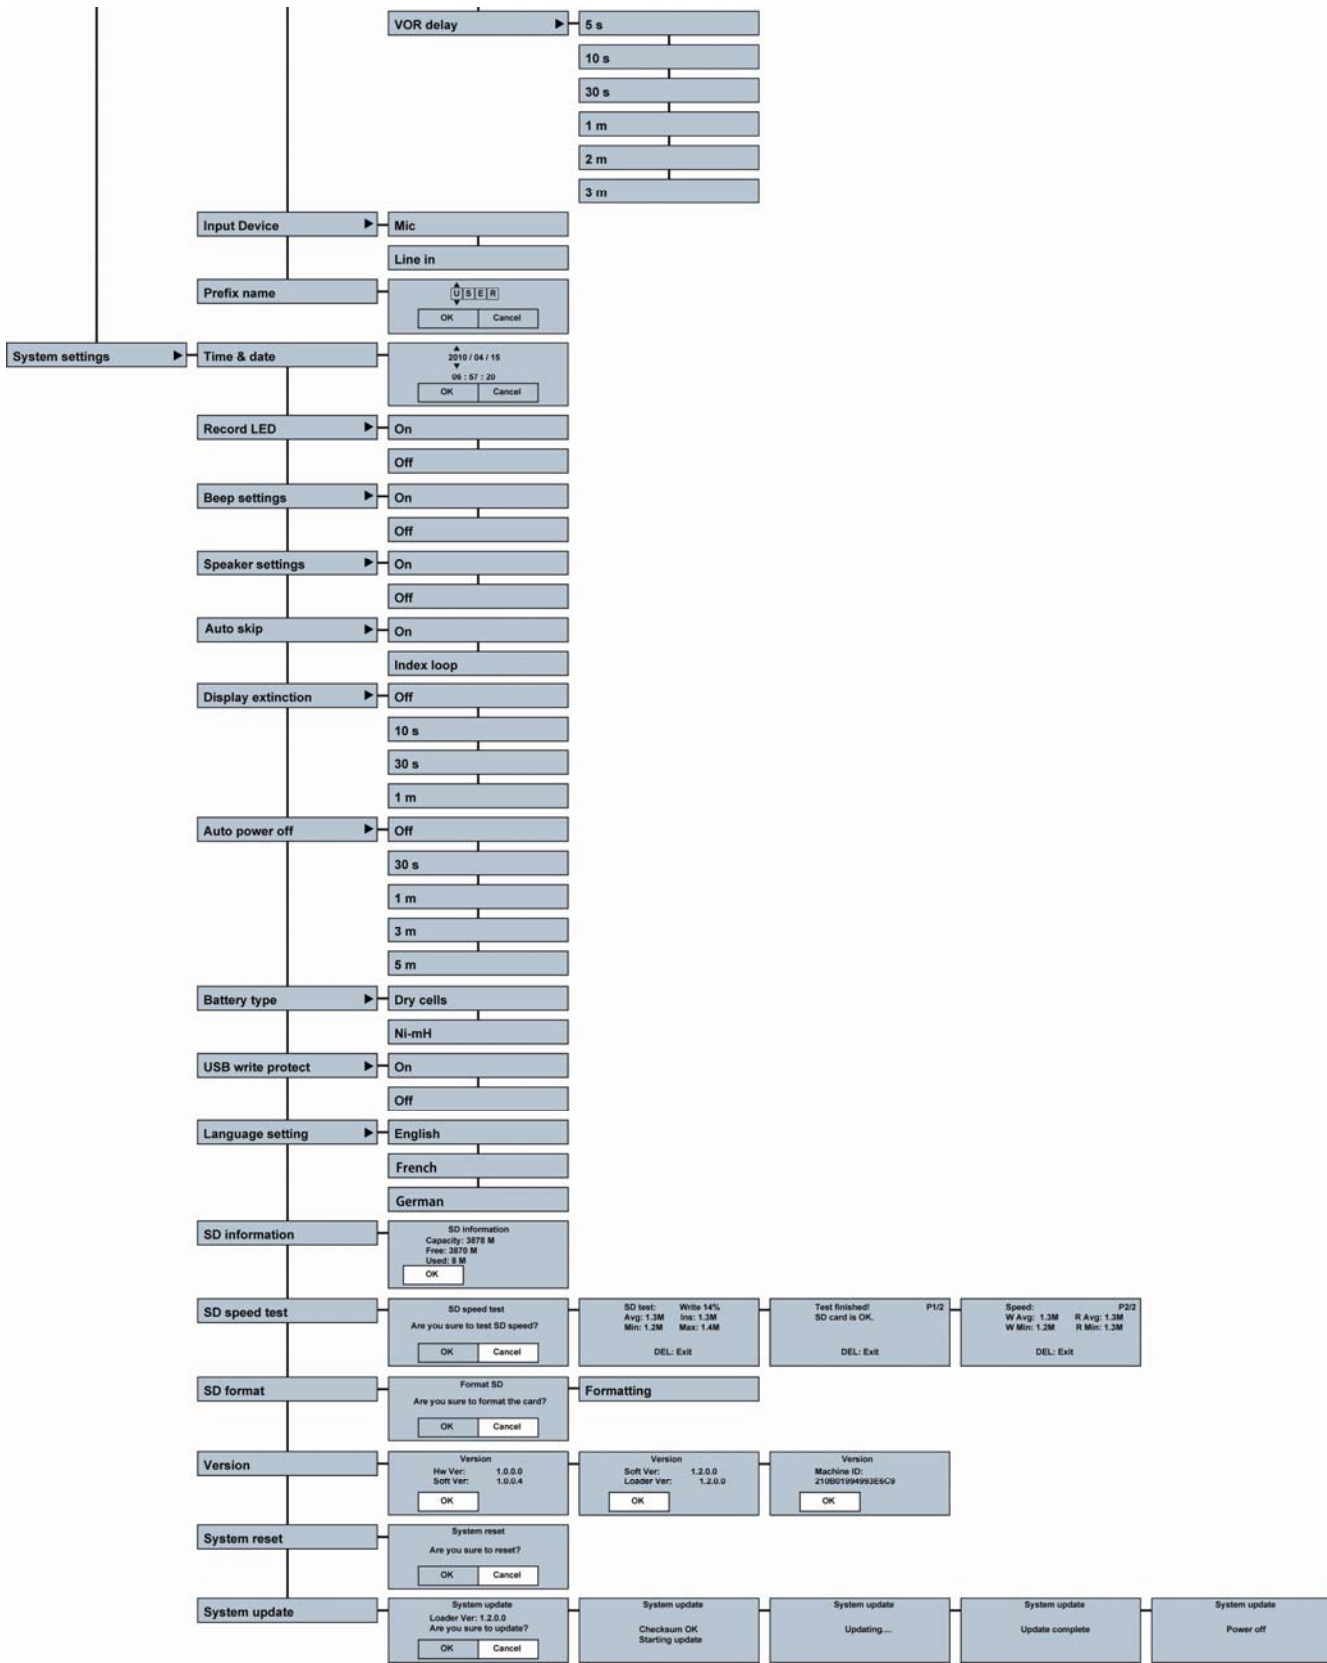 VOR delay
5 s
10 s
30 s
1 m
2 m
3 m
Input Device
Mic
Line in
Prefix name
U S E R
OK Cancel
System settings
Time & date
2010 / 04 / 15
06 : 57 : 20
OK Cancel
Record LED
On
Off
Beep settings
On
Off
Speaker settings
On
Off
Auto skip
On
Index loop
Display extinction
Off
10 s
30 s
1 m
Auto power off
Off
30 s
1 m
3 m
5 m
Battery type
Dry cells
Ni-mH
USB write protect
On
Off
Language setting
English
French
German
SD information
SD information
Capacity: 3878 M
Free: 3870 M
Used: 8 M
OK
SD speed test
SD speed test
Are you sure to test SD speed?
OK Cancel
SD test: Write 14%
Avg: 1.3M Ins: 1.3M
Min: 1.2M Max: 1.4M
DEL: Exit
Test finished! P1/2
SD card is OK.
DEL: Exit
Speed: P2/2
W Avg: 1.3M R Avg: 1.3M
W Min: 1.2M R Min: 1.3M
DEL: Exit
SD format
Format SD
Are you sure to format the card?
OK Cancel
Formatting
Version
Version
Hw Ver: 1.0.0.0
Soft Ver: 1.0.0.4
OK
Version
Soft Ver: 1.2.0.0
Loader Ver: 1.2.0.0
OK
Version
Machine ID:
210B01994993E6C9
OK
System reset
System reset
Are you sure to reset?
OK Cancel
System update
System update
Loader Ver: 1.2.0.0
Are you sure to update?
OK Cancel
System update
Checksum OK
Starting update
System update
Updating....
System update
Update complete
System update
Power off